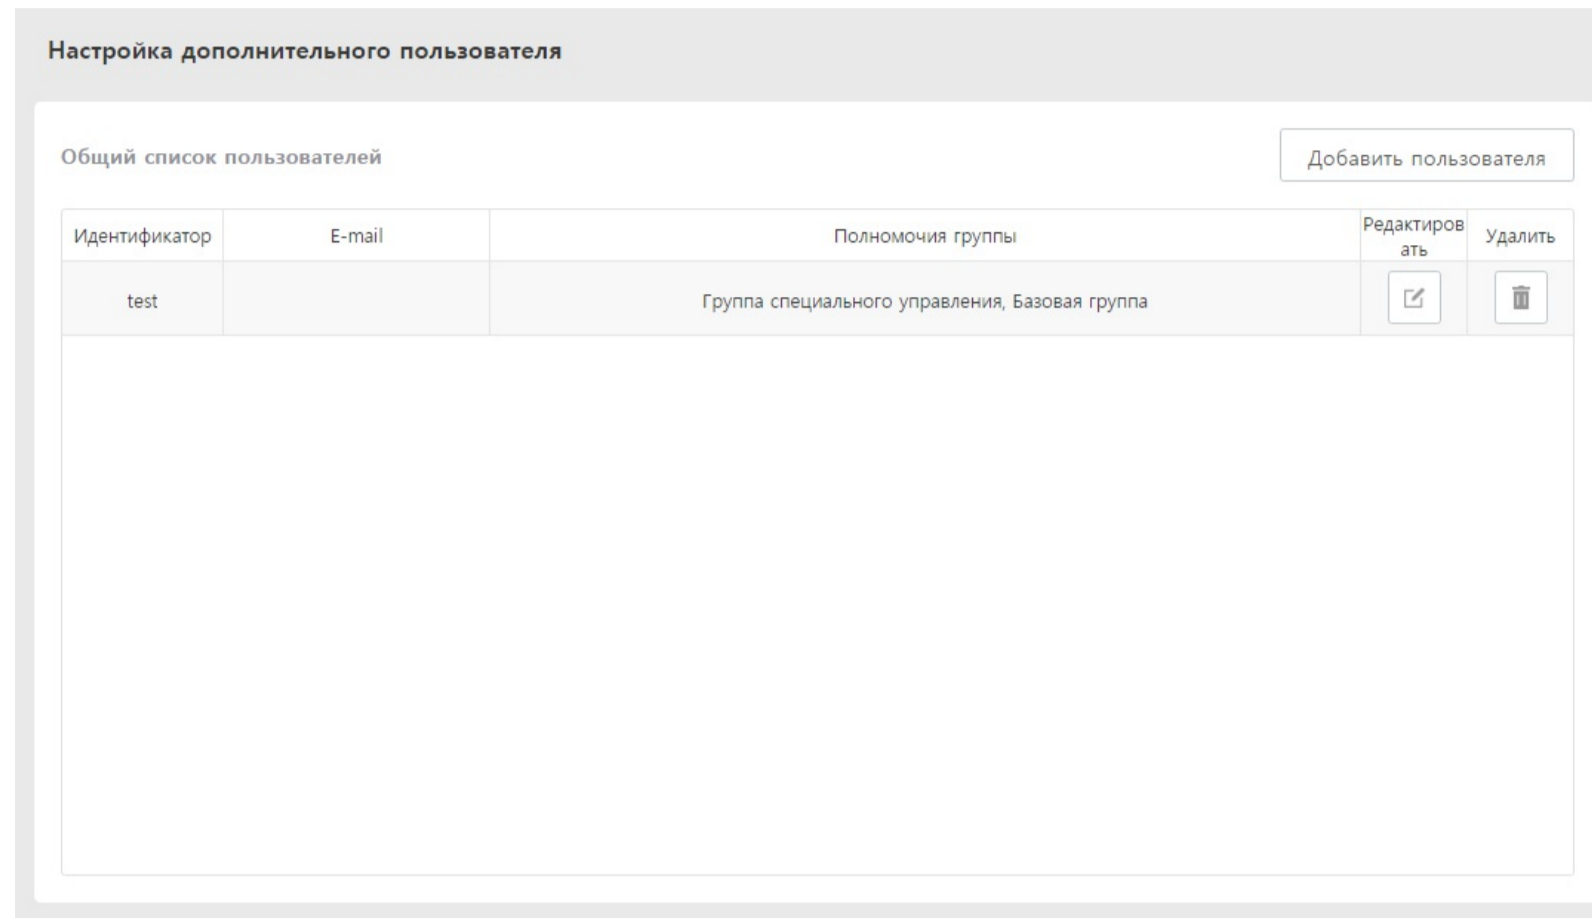 Настройка дополнительного пользователя
Общий список пользователей
Добавить пользователя
Идентификатор
E-mail
Полномочия группы
Редактиров
ать
Удалить
test
Группа специального управления, Базовая группа